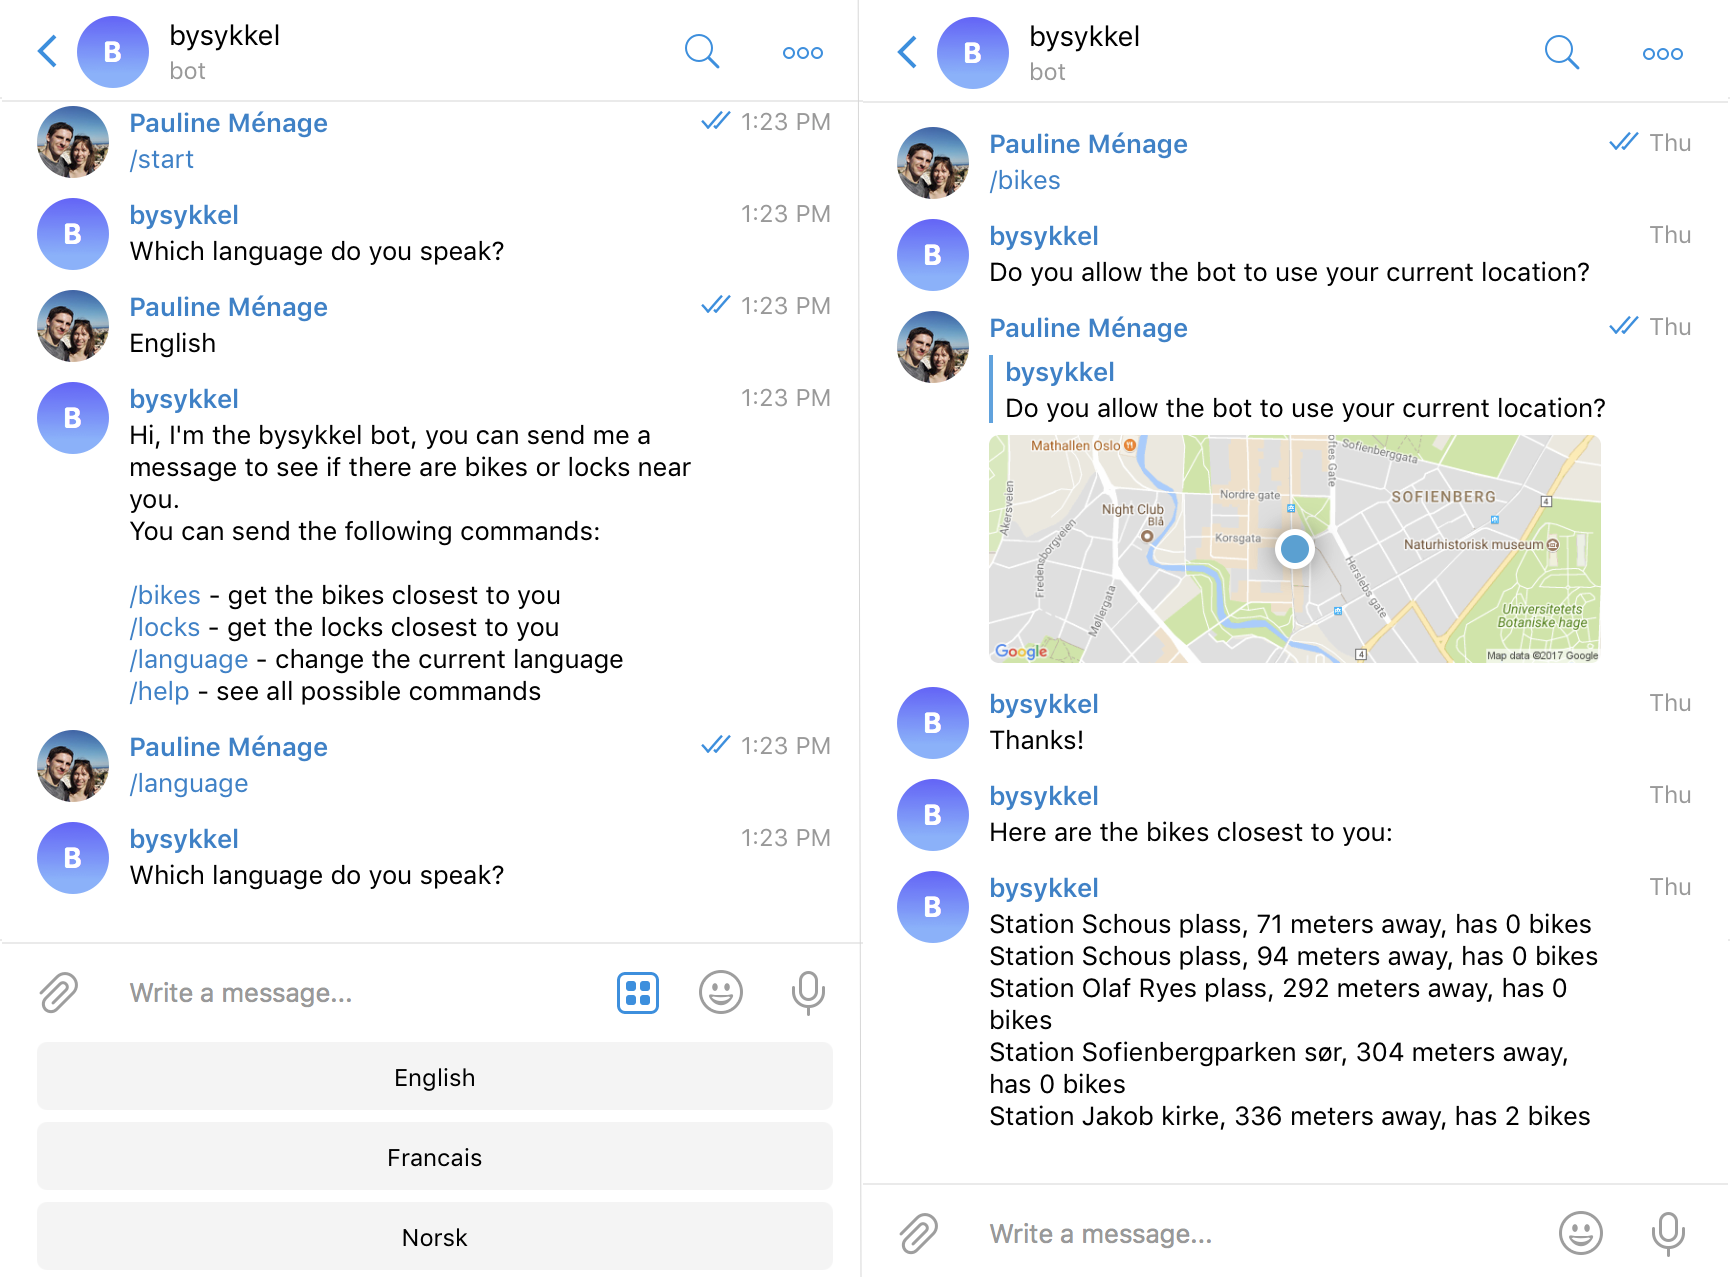 B
bysykkel
bot
Pauline Ménage
1:23 PM
/start
B
bysykkel
1:23 PM
Which language do you speak?
Pauline Ménage
1:23 PM
English
B
bysykkel
1:23 PM
Hi, I'm the bysykkel bot, you can send me a
message to see if there are bikes or locks near
you.
You can send the following commands:
/bikes - get the bikes closest to you
/locks - get the locks closest to you
/language - change the current language
/help - see all possible commands
Pauline Ménage
1:23 PM
/language
B
bysykkel
1:23 PM
Which language do you speak?
Write a message...
English
Francais
Norsk
B
bysykkel
bot
Pauline Ménage
Thu
/bikes
B
bysykkel
Thu
Do you allow the bot to use your current location?
Pauline Ménage
Thu
bysykkel
Do you allow the bot to use your current location?
Mathallen Oslo
oftes Gate
Sofienberggata
Akersveien
Nordre gate
SOFIENBERG
4
Night Club
Blå
Korsgata
Naturhistorisk museum
Fredensborgveien
Herslebs gate
Møllergata
Universitetets
Botaniske hage
Google
4
Map data ©2017 Google
B
bysykkel
Thu
Thanks!
B
bysykkel
Thu
Here are the bikes closest to you:
B
bysykkel
Thu
Station Schous plass, 71 meters away, has 0 bikes
Station Schous plass, 94 meters away, has 0 bikes
Station Olaf Ryes plass, 292 meters away, has 0
bikes
Station Sofienbergparken sør, 304 meters away,
has 0 bikes
Station Jakob kirke, 336 meters away, has 2 bikes
Write a message...